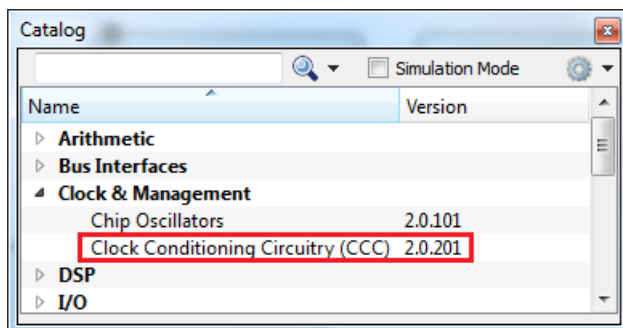 Catalog
Simulation Mode
Name Version
Arithmetic
Bus Interfaces
Clock & Management
Chip Oscillators 2.0.101
Clock Conditioning Circuitry (CCC) 2.0.201
DSP
I/O